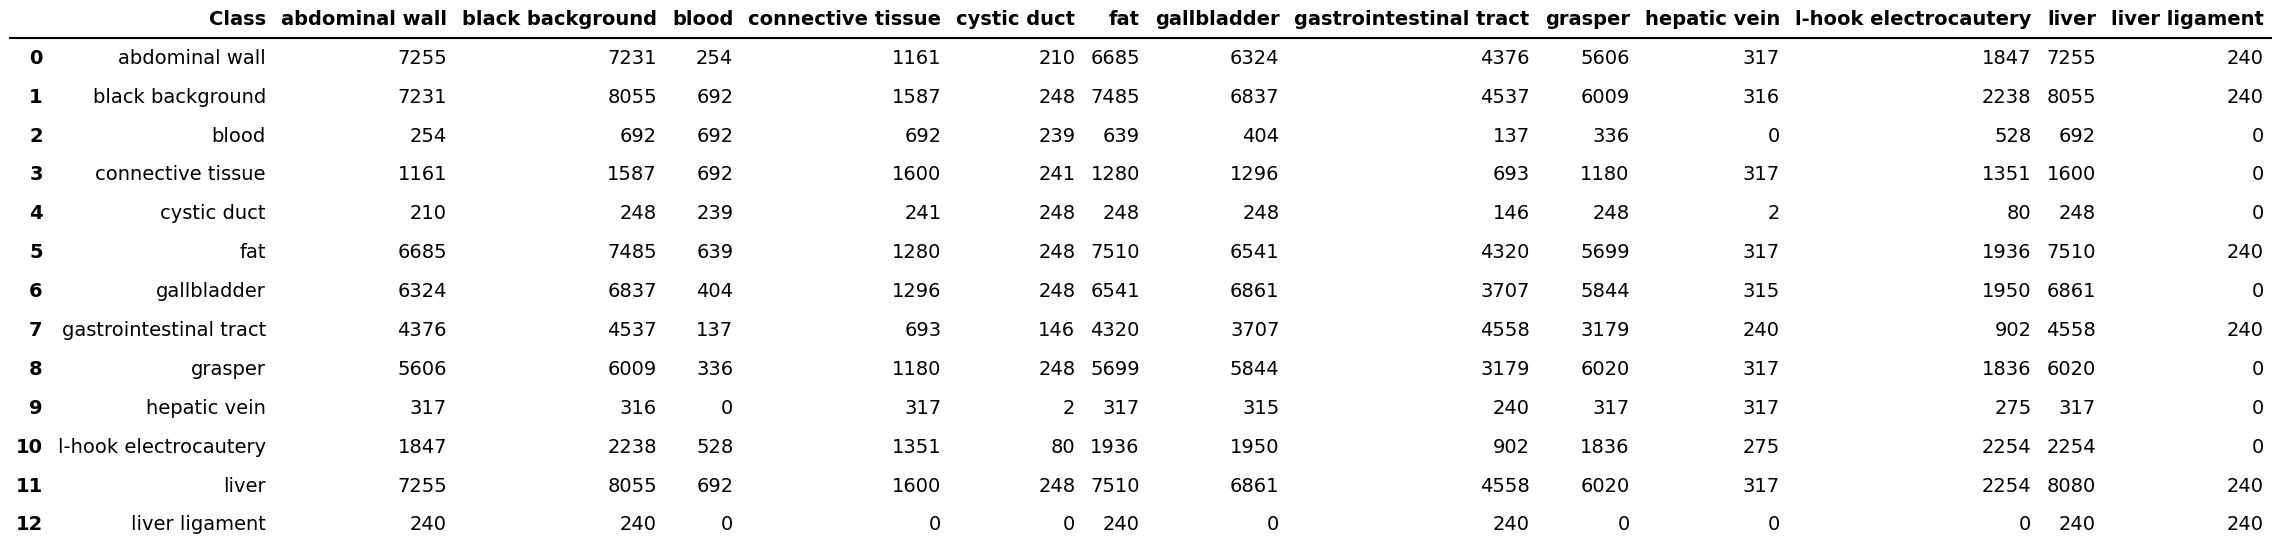 Class abdominal wall black background blood connective tissue cystic duct fat gallbladder gastrointestinal tract grasper hepatic vein l-hook electrocautery liver liver ligament
0 abdominal wall 7255 7231 254 1161 210 6685 6324 4376 5606 317 1847 7255 240
1 black background 7231 8055 692 1587 248 7485 6837 4537 6009 316 2238 8055 240
2 blood 254 692 692 692 239 639 404 137 336 0 528 692 0
3 connective tissue 1161 1587 692 1600 241 1280 1296 693 1180 317 1351 1600 0
4 cystic duct 210 248 239 241 248 248 248 146 248 2 80 248 0
5 fat 6685 7485 639 1280 248 7510 6541 4320 5699 317 1936 7510 240
6 gallbladder 6324 6837 404 1296 248 6541 6861 3707 5844 315 1950 6861 0
7 gastrointestinal tract 4376 4537 137 693 146 4320 3707 4558 3179 240 902 4558 240
8 grasper 5606 6009 336 1180 248 5699 5844 3179 6020 317 1836 6020 0
9 hepatic vein 317 316 0 317 2 317 315 240 317 317 275 317 0
10 l-hook electrocautery 1847 2238 528 1351 80 1936 1950 902 1836 275 2254 2254 0
11 liver 7255 8055 692 1600 248 7510 6861 4558 6020 317 2254 8080 240
12 liver ligament 240 240 0 0 0 240 0 240 0 0 0 240 240